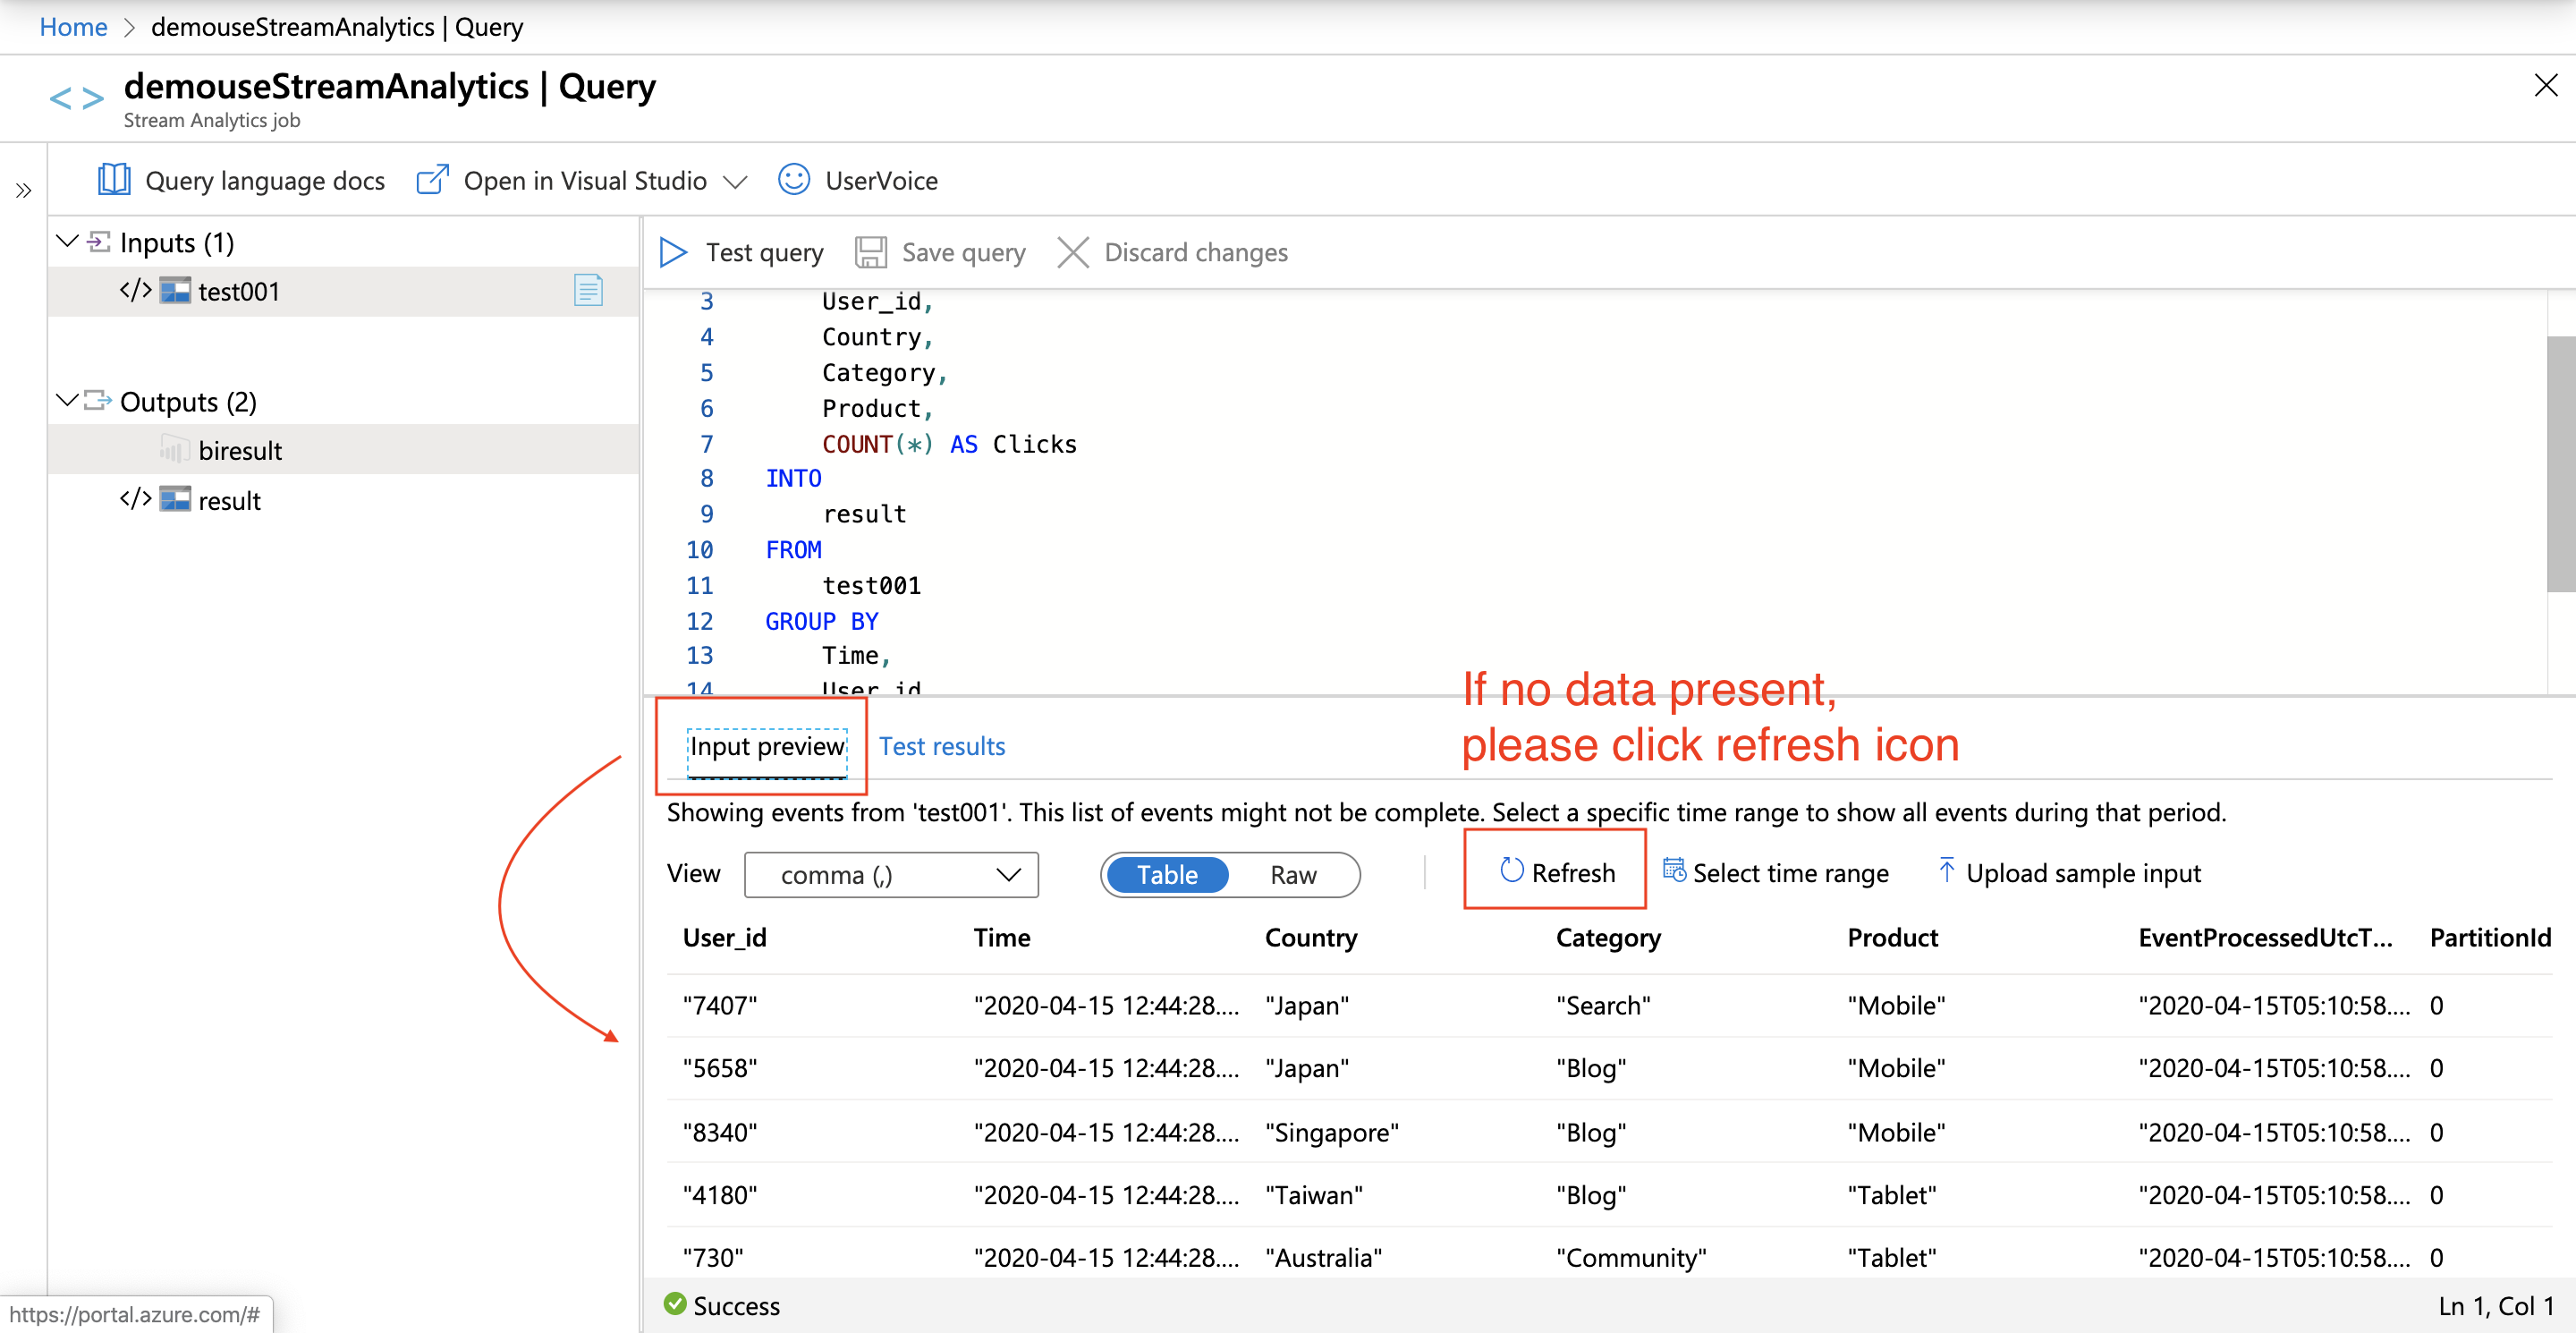 Home > demouseStreamAnalytics | Query
demouseStreamAnalytics | Query
Stream Analytics job
Query language docs
Open in Visual Studio
UserVoice
Inputs (1)
</> test001
Outputs (2)
biresult
</> result
Test query
Save query
Discard changes
3 User_id,
4 Country,
5 Category,
6 Product,
7 COUNT(*) AS Clicks
8 INTO
9 result
10 FROM
11 test001
12 GROUP BY
13 Time,
14 User_id
If no data present,
please click refresh icon
Input preview
Test results
Showing events from 'test001'. This list of events might not be complete. Select a specific time range to show all events during that period.
View comma (,) Table Raw Refresh Select time range Upload sample input
User_id Time Country Category Product EventProcessedUtcT... PartitionId
"7407" "2020-04-15 12:44:28.... "Japan" "Search" "Mobile" "2020-04-15T05:10:58.... 0
"5658" "2020-04-15 12:44:28.... "Japan" "Blog" "Mobile" "2020-04-15T05:10:58.... 0
"8340" "2020-04-15 12:44:28.... "Singapore" "Blog" "Mobile" "2020-04-15T05:10:58.... 0
"4180" "2020-04-15 12:44:28.... "Taiwan" "Blog" "Tablet" "2020-04-15T05:10:58.... 0
"730" "2020-04-15 12:44:28.... "Australia" "Community" "Tablet" "2020-04-15T05:10:58.... 0
Success
Ln 1, Col 1
https://portal.azure.com/#